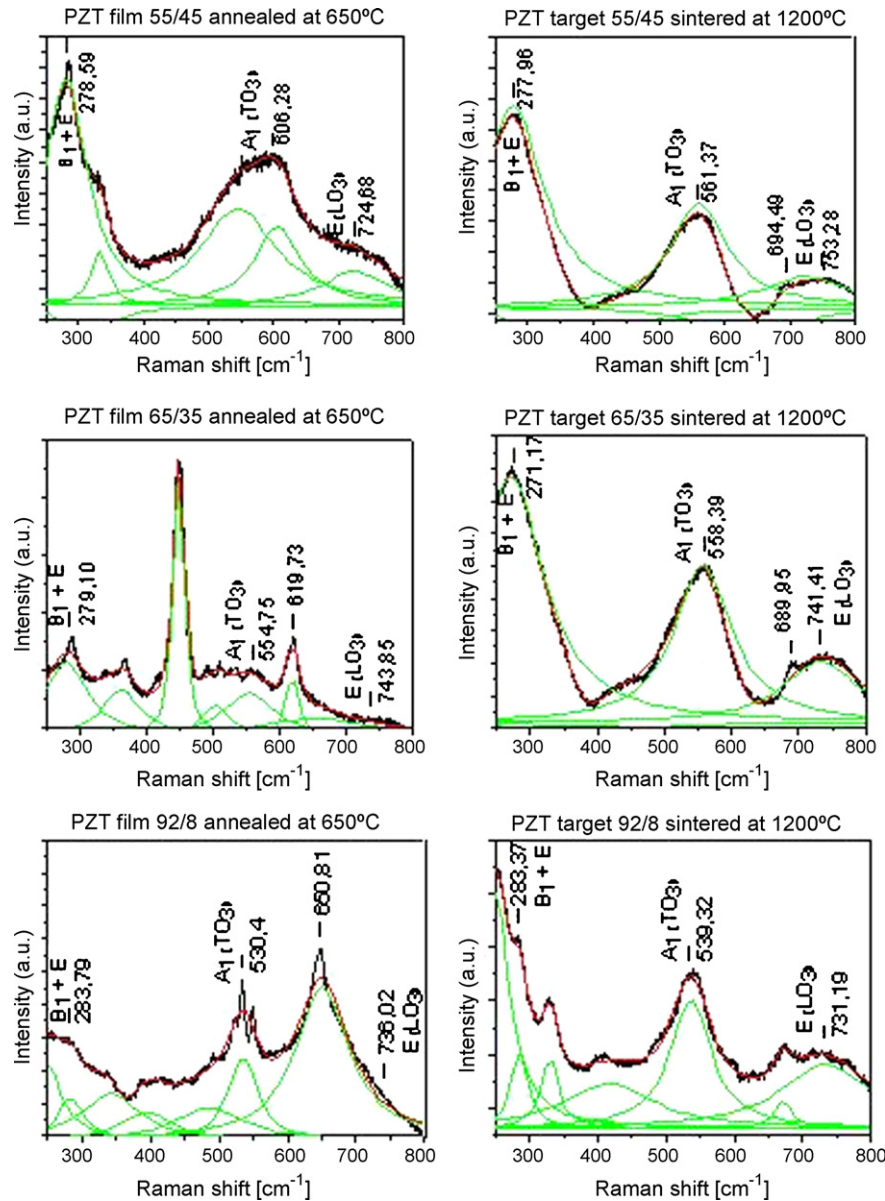 PZT film 55/45 annealed at 650ºC
Intensity (a.u.)
B1 + E
278,59
A1 (TO3)
606,28
E(LO3)
724,68
300 400 500 600 700 800
Raman shift [cm-1]
PZT target 55/45 sintered at 1200ºC
Intensity (a.u.)
B1 + E
277,96
A1 (TO3)
561,37
694,49
E(LO3)
753,28
300 400 500 600 700 800
Raman shift [cm-1]
PZT film 65/35 annealed at 650ºC
Intensity (a.u.)
B1 + E
279,10
A1 (TO3)
554,75
619,73
E(LO3)
743,85
300 400 500 600 700 800
Raman shift [cm-1]
PZT target 65/35 sintered at 1200ºC
Intensity (a.u.)
B1 + E
271,17
A1 (TO3)
558,39
689,95
741,41
E(LO3)
300 400 500 600 700 800
Raman shift [cm-1]
PZT film 92/8 annealed at 650ºC
Intensity (a.u.)
B1 + E
283,79
A1 (TO3)
530,4
650,81
736,02
E(LO3)
300 400 500 600 700 800
Raman shift [cm-1]
PZT target 92/8 sintered at 1200ºC
Intensity (a.u.)
283,37
B1 + E
A1 (TO3)
539,32
E(LO3)
731,19
300 400 500 600 700 800
Raman shift [cm-1]